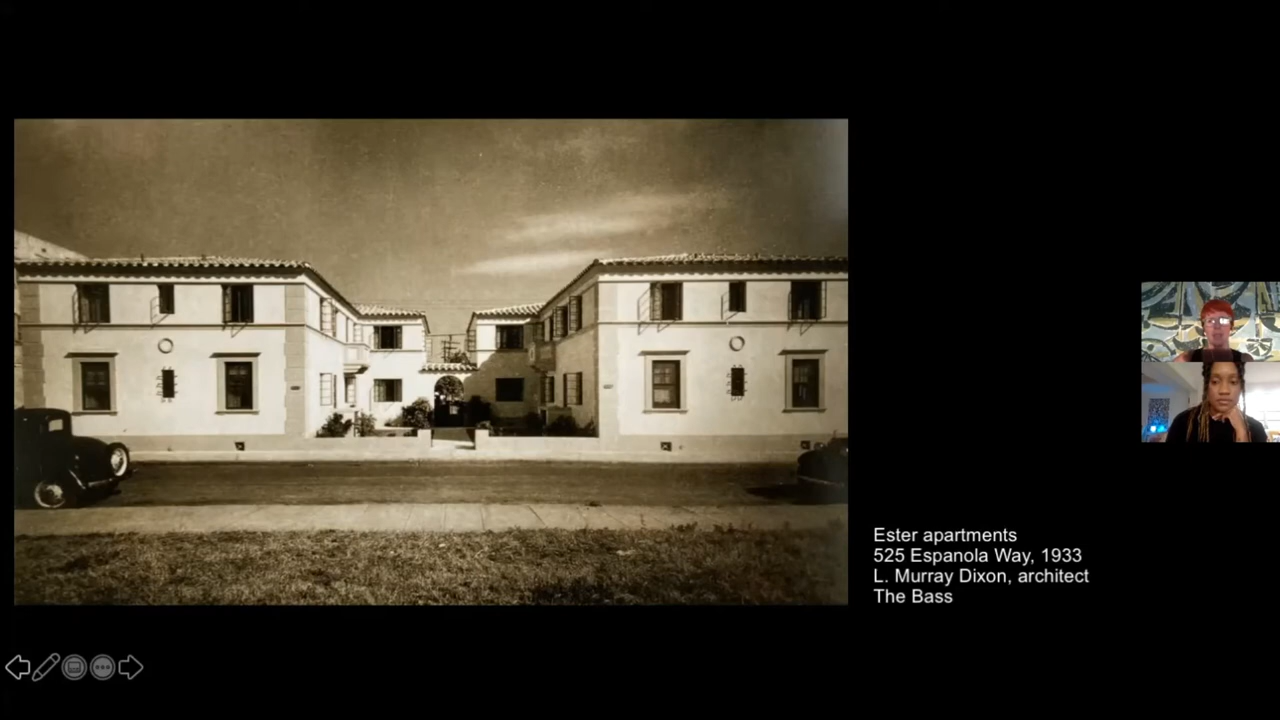 Ester apartments
525 Espanola Way, 1933
L. Murray Dixon, architect
The Bass